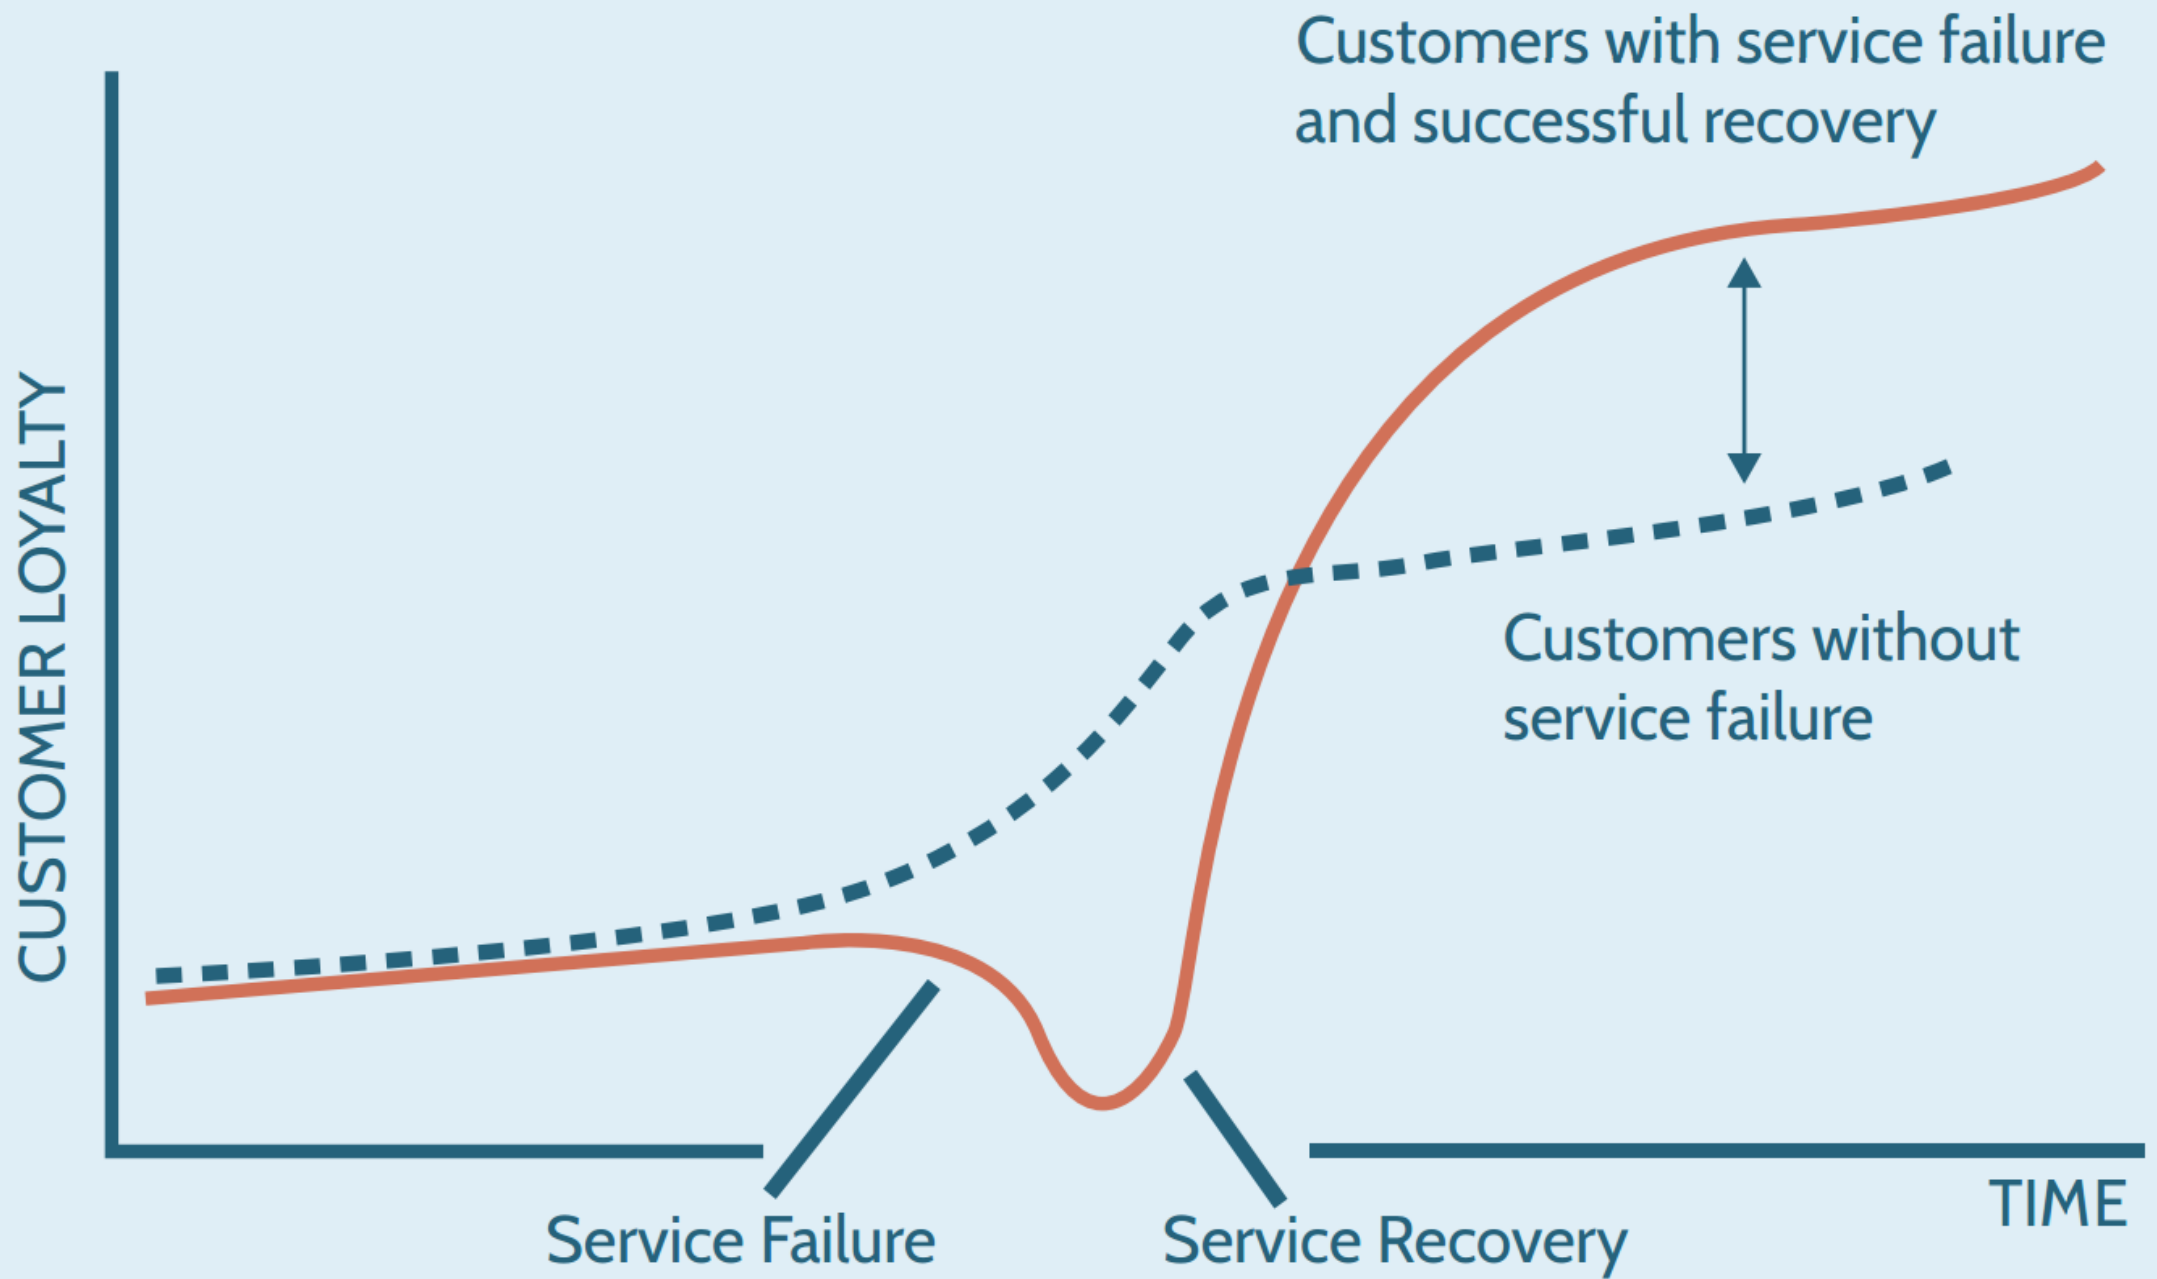 Customers with service failure
and successful recovery
CUSTOMER LOYALTY
Customers without
service failure
TIME
Service Failure
Service Recovery